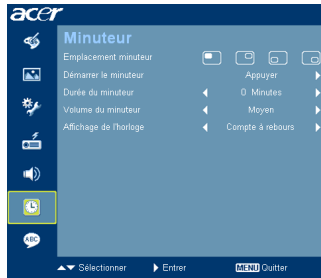 acer
Minuteur
Emplacement minuteur
Démarrer le minuteur Appuyer
Durée du minuteur 0 Minutes
Volume du minuteur Moyen
Affichage de l'horloge Compte à rebours
ABC
Sélectionner Entrer MENU Quitter